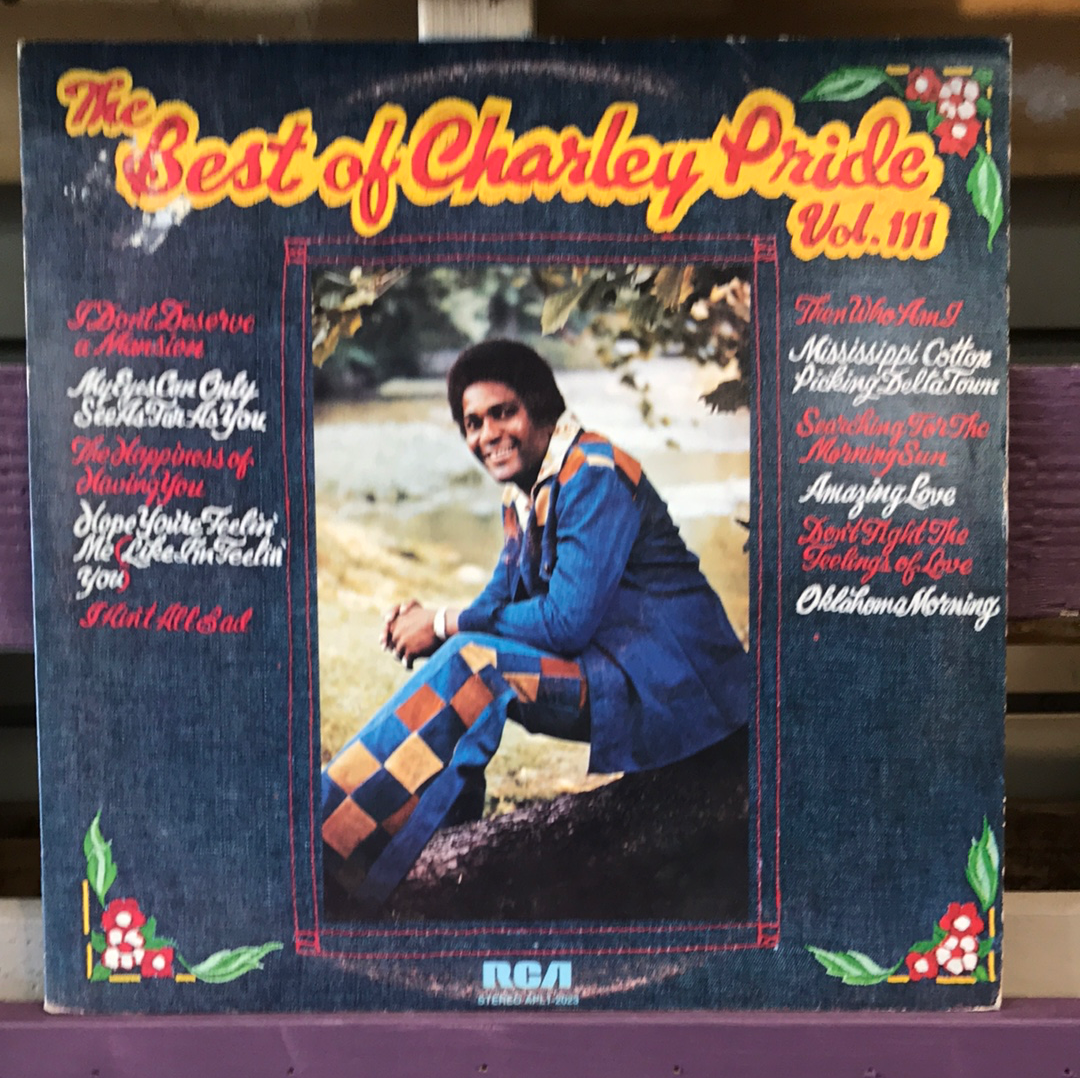 The
Best of Charley Pride
Vol. III
I Don't Deserve
a Mansion
My Eyes Can Only
See As Far As You
The Happiness of
Having You
Hope You're Feelin'
Me (Like I'm Feelin'
You)
I Ain't All Bad
Then Who Am I
Mississippi Cotton
Picking Delta Town
Searching For The
Morning Sun
Amazing Love
Don't Fight The
Feelings of Love
Oklahoma Morning
RCA
STEREO APL1-2023